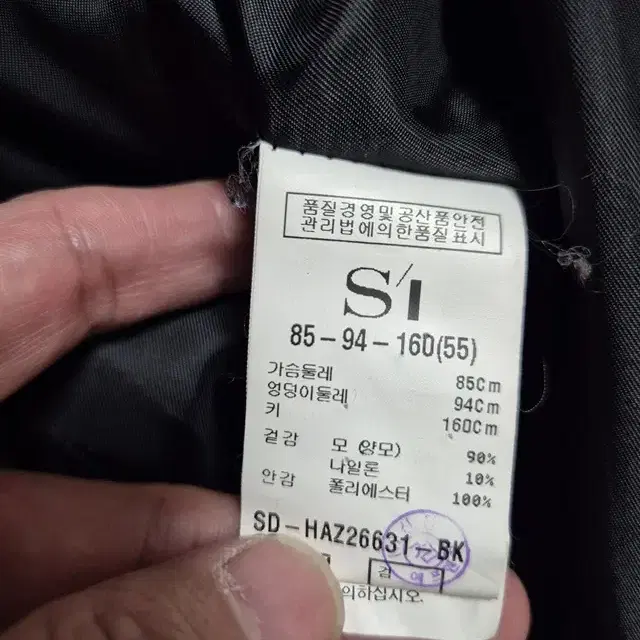 품질경영및공산품안전
관리법에의한품질표시
S/I
85-94-160(55)
가슴둘레 85Cm
엉덩이둘레 94Cm
키 160Cm
겉감 모 (양모) 90%
나일론 10%
안감 폴리에스터 100%
SD-HAZ26631-BK
의하십시오.